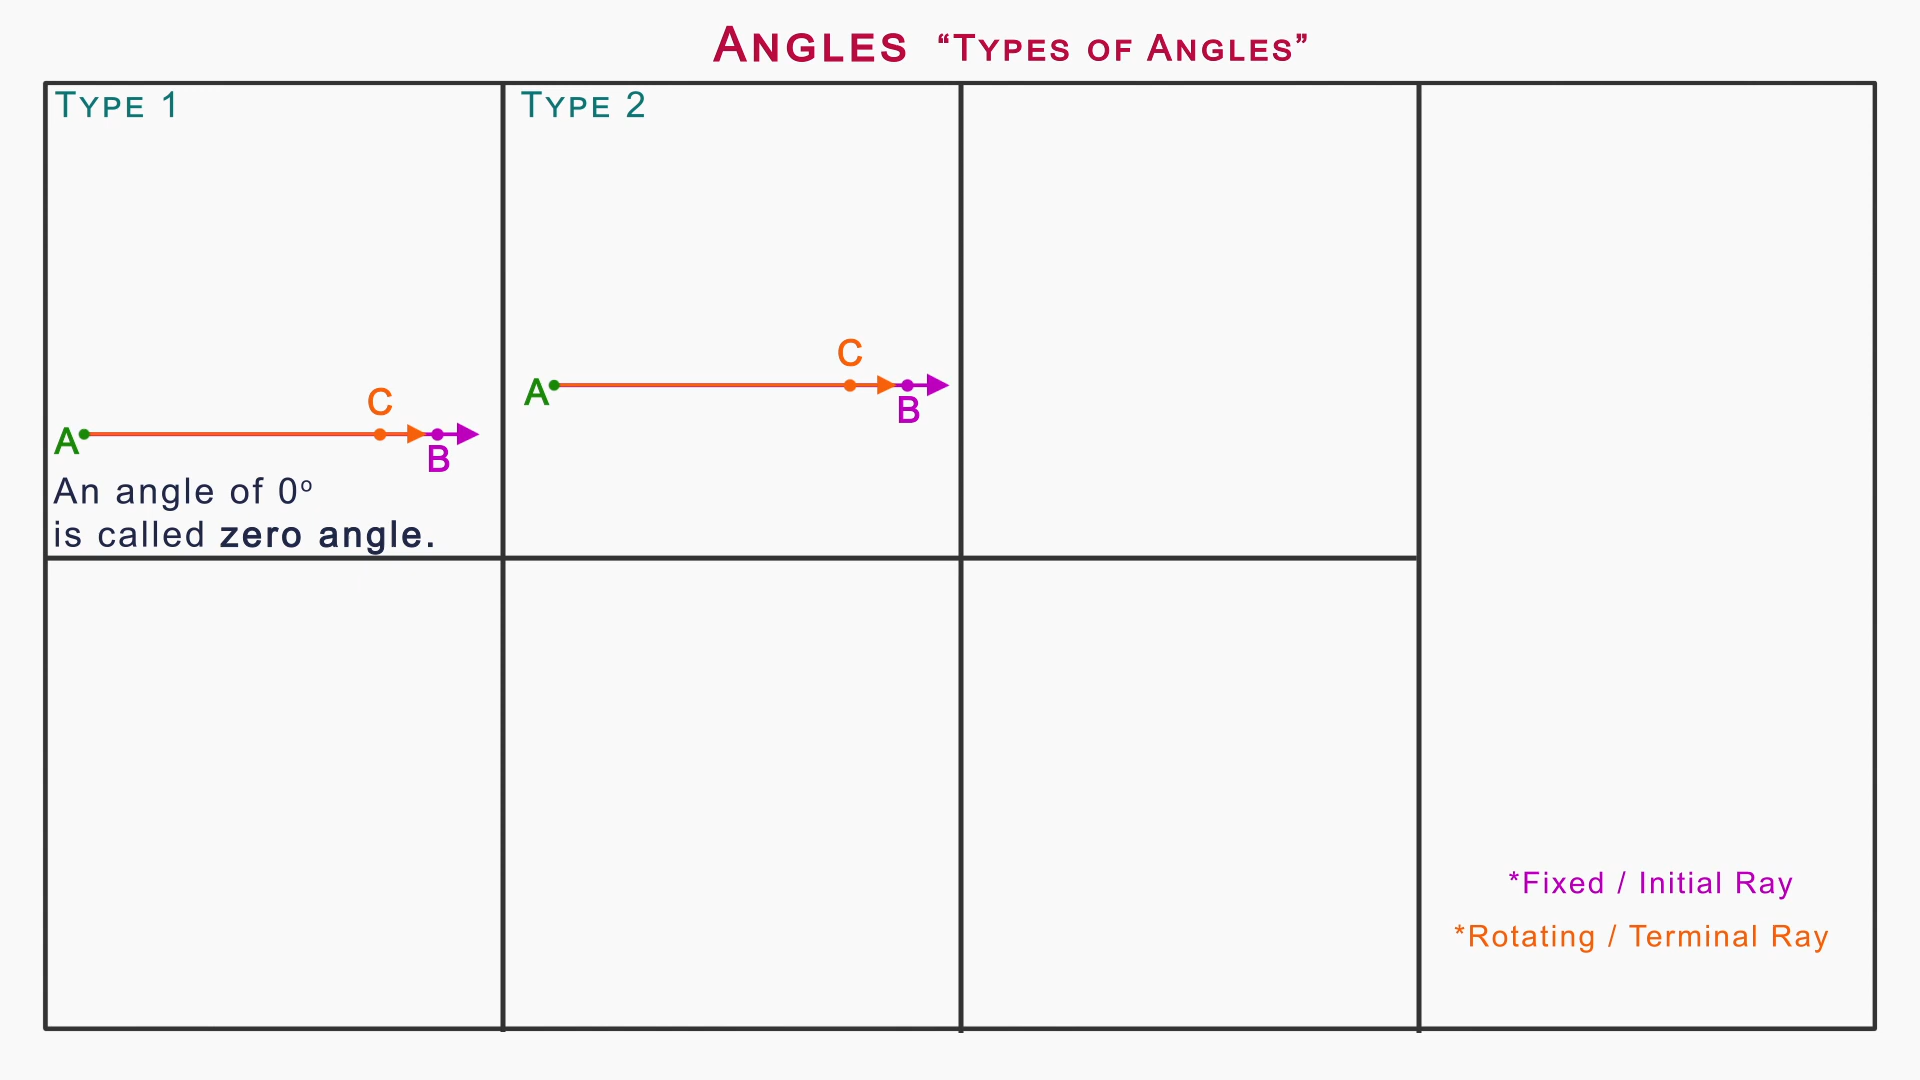 ANGLES “TYPES OF ANGLES”
TYPE 1
C
A
B
An angle of 0º
is called zero angle.
TYPE 2
C
A
B
*Fixed / Initial Ray
*Rotating / Terminal Ray